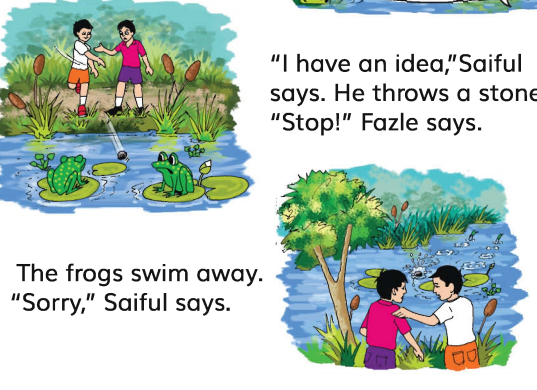 “I have an idea,”Saiful
says. He throws a stone
“Stop!” Fazle says.
The frogs swim away.
“Sorry,” Saiful says.